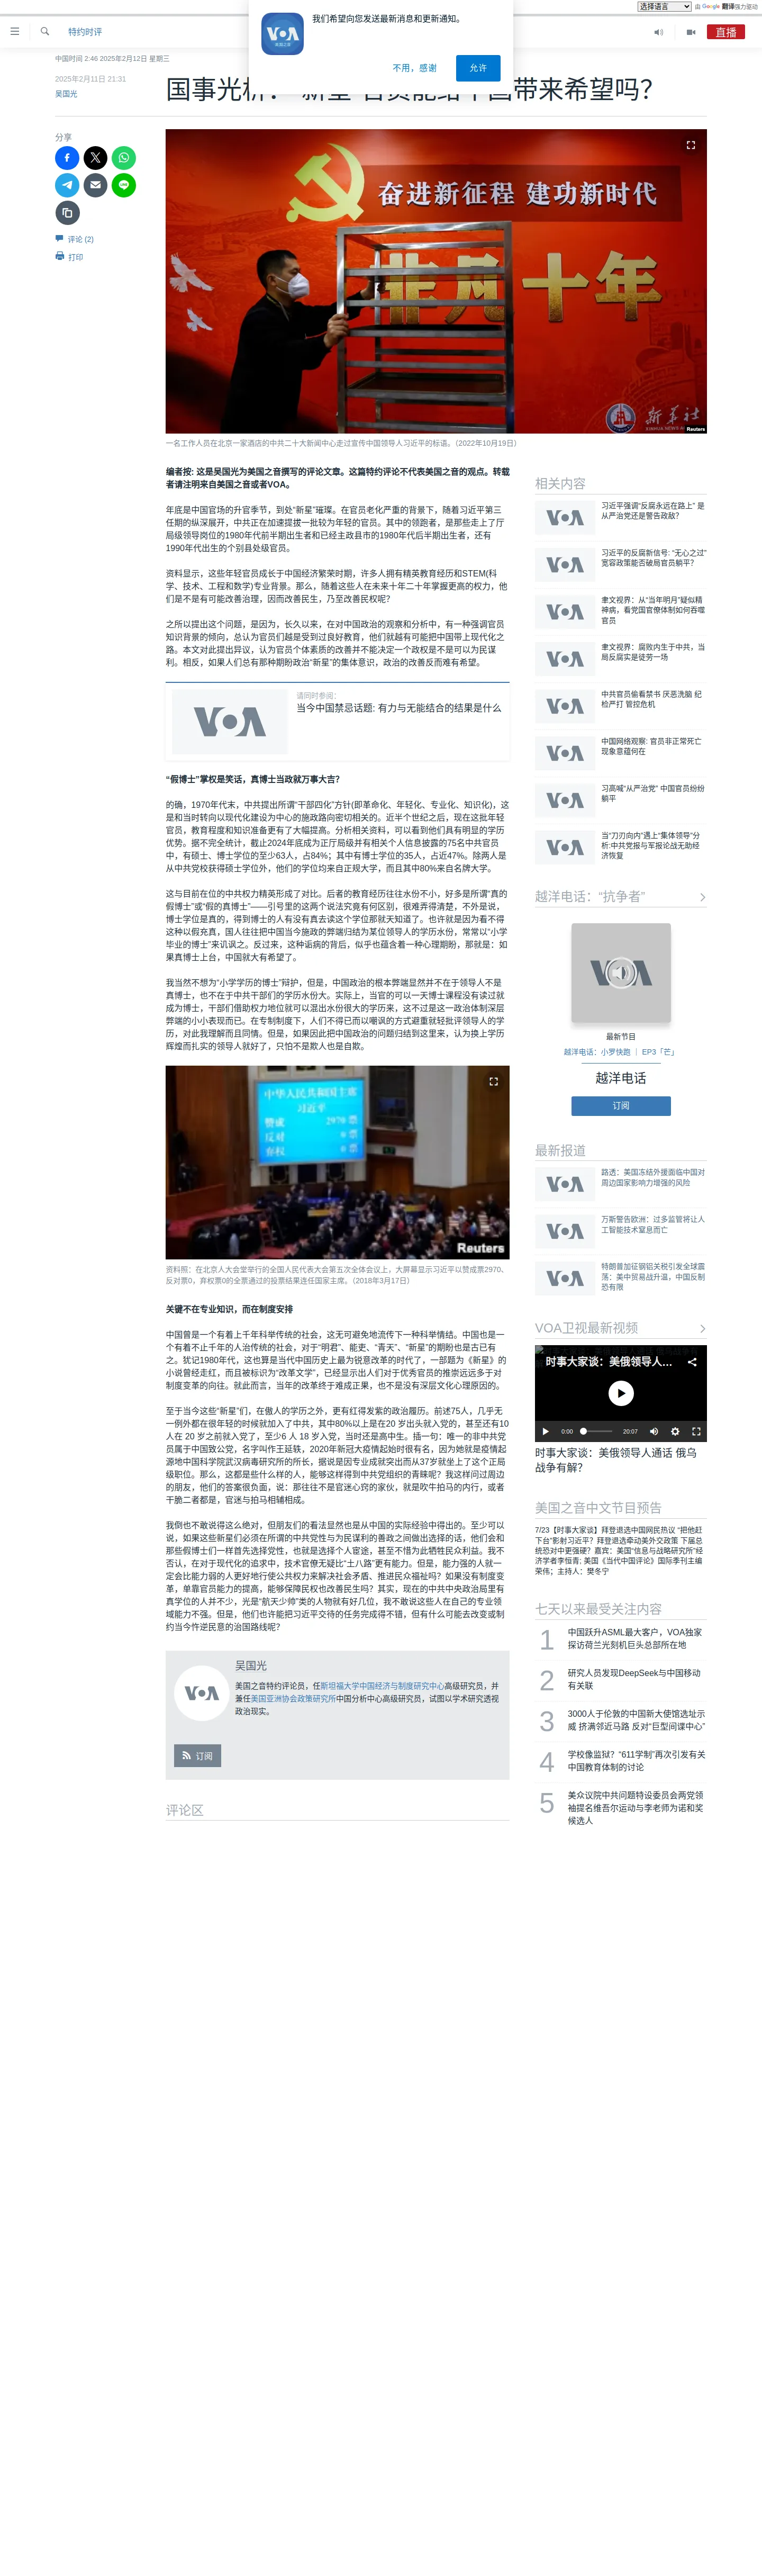 选择语言
由 Google 翻译强力驱动
我们希望向您发送最新消息和更新通知。
不用，感谢
允许
特约时评
直播
中国时间 2:46 2025年2月12日 星期三
2025年2月11日 21:31
吴国光
分享
评论 (2)
打印
奋进新征程 建功新时代
非凡十年
新华社
XINHUA NEWS
Reuters
一名工作人员在北京一家酒店的中共二十大新闻中心走过宣传中国领导人习近平的标语。（2022年10月19日）
编者按: 这是吴国光为美国之音撰写的评论文章。这篇特约评论不代表美国之音的观点。转载
者请注明来自美国之音或者VOA。
年底是中国官场的升官季节，到处“新星”璀璨。在官员老化严重的背景下，随着习近平第三
任期的纵深展开，中共正在加速提拔一批较为年轻的官员。其中的领跑者，是那些走上了厅
局级领导岗位的1980年代前半期出生者和已经主政县市的1980年代后半期出生者，还有
1990年代出生的个别县处级官员。
资料显示，这些年轻官员成长于中国经济繁荣时期，许多人拥有精英教育经历和STEM(科
学、技术、工程和数学)专业背景。那么，随着这些人在未来十年二十年掌握更高的权力，他
们是不是有可能改善治理，因而改善民生，乃至改善民权呢？
之所以提出这个问题，是因为，长久以来，在对中国政治的观察和分析中，有一种强调官员
知识背景的倾向，总认为官员们越是受到过良好教育，他们就越有可能把中国带上现代化之
路。本文对此提出异议，认为官员个体素质的改善并不能决定一个政权是不是可以为民谋
利。相反，如果人们总有那种期盼政治“新星”的集体意识，政治的改善反而难有希望。
VOA
请同时参阅：
当今中国禁忌话题: 有力与无能结合的结果是什么
“假博士”掌权是笑话，真博士当政就万事大吉？
的确，1970年代末，中共提出所谓“干部四化”方针(即革命化、年轻化、专业化、知识化)，这
是和当时转向以现代化建设为中心的施政路向密切相关的。近半个世纪之后，现在这批年轻
官员，教育程度和知识准备更有了大幅提高。分析相关资料，可以看到他们具有明显的学历
优势。据不完全统计，截止2024年底成为正厅局级并有相关个人信息披露的75名中共官员
中，有硕士、博士学位的至少63人，占84%；其中有博士学位的35人，占近47%。除两人是
从中共党校获得硕士学位外，他们的学位均来自正规大学，而且其中80%来自名牌大学。
这与目前在位的中共权力精英形成了对比。后者的教育经历往往水份不小，好多是所谓“真的
假博士”或“假的真博士”——引号里的这两个说法究竟有何区别，很难弄得清楚，不外是说，
博士学位是真的，得到博士的人有没有真去读这个学位那就天知道了。也许就是因为看不得
这种以假充真，国人往往把中国当今施政的弊端归结为某位领导人的学历水份，常常以“小学
毕业的博士”来讥讽之。反过来，这种诟病的背后，似乎也蕴含着一种心理期盼，那就是：如
果真博士上台，中国就大有希望了。
我当然不想为“小学学历的博士”辩护，但是，中国政治的根本弊端显然并不在于领导人不是
真博士，也不在于中共干部们的学历水份大。实际上，当官的可以一天博士课程没有读过就
成为博士，干部们借助权力地位就可以混出水份很大的学历来，这不过是这一政治体制深层
弊端的小小表现而已。在专制制度下，人们不得已而以嘲讽的方式避重就轻批评领导人的学
历，对此我理解而且同情。但是，如果因此把中国政治的问题归结到这里来，认为换上学历
辉煌而扎实的领导人就好了，只怕不是欺人也是自欺。
中华人民共和国主席
习近平
Reuters
资料照：在北京人大会堂举行的全国人民代表大会第五次全体会议上，大屏幕显示习近平以赞成票2970、
反对票0，弃权票0的全票通过的投票结果连任国家主席。（2018年3月17日）
关键不在专业知识，而在制度安排
中国曾是一个有着上千年科举传统的社会，这无可避免地流传下一种科举情结。中国也是一
个有着不止千年的人治传统的社会，对于“明君”、能吏、“青天”、“新星”的期盼也是古已有
之。犹记1980年代，这也算是当代中国历史上最为锐意改革的时代了，一部题为《新星》的
小说曾经走红，而且被标识为“改革文学”，已经显示出人们对于优秀官员的推崇远远多于对
制度变革的向往。就此而言，当年的改革终于难成正果，也不是没有深层文化心理原因的。
至于当今这些“新星”们，在傲人的学历之外，更有红得发紫的政治履历。前述75人，几乎无
一例外都在很年轻的时候就加入了中共，其中80%以上是在20 岁出头就入党的，甚至还有10
人在 20 岁之前就入党了，至少6 人 18 岁入党，当时还是高中生。插一句：唯一的非中共党
员属于中国致公党，名字叫作王延轶，2020年新冠大疫情起始时很有名，因为她就是疫情起
源地中国科学院武汉病毒研究所的所长，据说是因专业成就突出而从37岁就坐上了这个正局
级职位。那么，这都是些什么样的人，能够这样得到中共党组织的青睐呢？我这样问过周边
的朋友，他们的答案很负面，说：那往往不是官迷心窍的家伙，就是吹牛拍马的内行，或者
干脆二者都是，官迷与拍马相辅相成。
我倒也不敢说得这么绝对，但朋友们的看法显然也是从中国的实际经验中得出的。至少可以
说，如果这些新星们必须在所谓的中共党性与为民谋利的善政之间做出选择的话，他们会和
那些假博士们一样首先选择党性，也就是选择个人宦途，甚至不惜为此牺牲民众利益。我不
否认，在对于现代化的追求中，技术官僚无疑比“土八路”更有能力。但是，能力强的人就一
定会比能力弱的人更好地行使公共权力来解决社会矛盾、推进民众福祉吗？如果没有制度变
革，单靠官员能力的提高，能够保障民权也改善民生吗？其实，现在的中共中央政治局里有
真学位的人并不少，光是“航天少帅”类的人物就有好几位，我不敢说这些人在自己的专业领
域能力不强。但是，他们也许能把习近平交待的任务完成得不错，但有什么可能去改变或制
约当今忤逆民意的治国路线呢？
VOA
吴国光
美国之音特约评论员，任斯坦福大学中国经济与制度研究中心高级研究员，并
兼任美国亚洲协会政策研究所中国分析中心高级研究员，试图以学术研究透视
政治现实。
订阅
评论区
相关内容
习近平强调“反腐永远在路上” 是
从严治党还是警告政敌？
习近平的反腐新信号: “无心之过”
宽容政策能否破局官员躺平？
聿文视界：从“当年明月”疑似精
神病，看党国官僚体制如何吞噬
官员
聿文视界：腐败内生于中共，当
局反腐实是徒劳一场
中共官员偷看禁书 厌恶洗脑 纪
检严打 管控危机
中国网络观察: 官员非正常死亡
现象意蕴何在
习高喊“从严治党” 中国官员纷纷
躺平
当“刀刃向内”遇上“集体领导”分
析:中共党报与军报论战无助经
济恢复
越洋电话：“抗争者”
最新节目
越洋电话：小罗快跑 ｜ EP3「芒」
越洋电话
订阅
最新报道
路透：美国冻结外援面临中国对
周边国家影响力增强的风险
万斯警告欧洲：过多监管将让人
工智能技术窒息而亡
特朗普加征钢铝关税引发全球震
荡：美中贸易战升温，中国反制
恐有限
VOA卫视最新视频
时事大家谈：美俄领导人…
0:00
20:07
时事大家谈：美俄领导人通话 俄乌
战争有解？
美国之音中文节目预告
7/23【时事大家谈】拜登退选中国网民热议 “把他赶
下台”影射习近平？拜登退选牵动美外交政策 下届总
统恐对中更强硬？嘉宾：美国“信息与战略研究所”经
济学者李恒青; 美国《当代中国评论》国际季刊主编
荣伟；主持人：樊冬宁
七天以来最受关注内容
1
中国跃升ASML最大客户，VOA独家
探访荷兰光刻机巨头总部所在地
2
研究人员发现DeepSeek与中国移动
有关联
3
3000人于伦敦的中国新大使馆选址示
威 挤满邻近马路 反对“巨型间谍中心”
4
学校像监狱？“611学制”再次引发有关
中国教育体制的讨论
5
美众议院中共问题特设委员会两党领
袖提名维吾尔运动与李老师为诺和奖
候选人